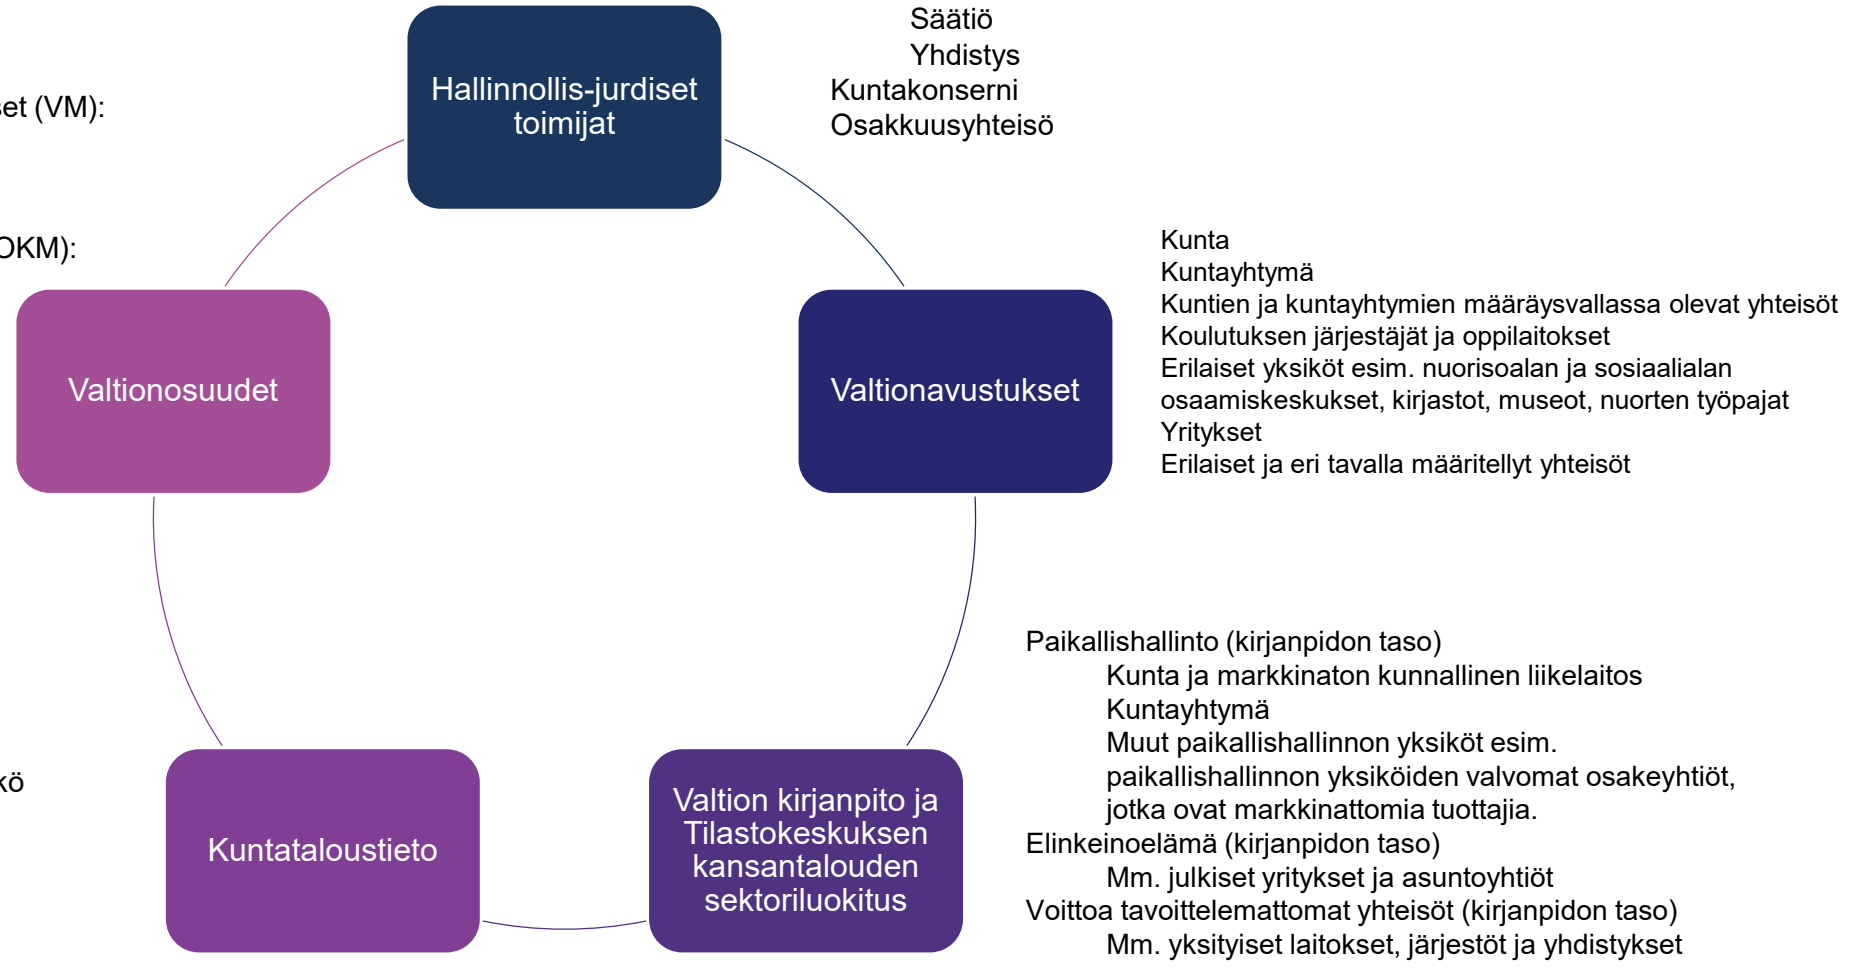 Säätiö
Yhdistys
Kuntakonserni
Osakkuusyhteisö
Hallinnollis-jurdiset
toimijat
(VM):
Valtionosuudet
Valtionavustukset
Kunta
Kuntayhtymä
Kuntien ja kuntayhtymien määräysvallassa olevat yhteisöt
Koulutuksen järjestäjät ja oppilaitokset
Erilaiset yksiköt esim. nuorisoalan ja sosiaalialan
osaamiskeskukset, kirjastot, museot, nuorten työpajat
Yritykset
Erilaiset ja eri tavalla määritellyt yhteisöt
Kuntataloustieto
Valtion kirjanpito ja
Tilastokeskuksen
kansantalouden
sektoriluokitus
Paikallishallinto (kirjanpidon taso)
Kunta ja markkinaton kunnallinen liikelaitos
Kuntayhtymä
Muut paikallishallinnon yksiköt esim.
paikallishallinnon yksiköiden valvomat osakeyhtiöt,
jotka ovat markkinattomia tuottajia.
Elinkeinoelämä (kirjanpidon taso)
Mm. julkiset yritykset ja asuntoyhtiöt
Voittoa tavoittelemattomat yhteisöt (kirjanpidon taso)
Mm. yksityiset laitokset, järjestöt ja yhdistykset